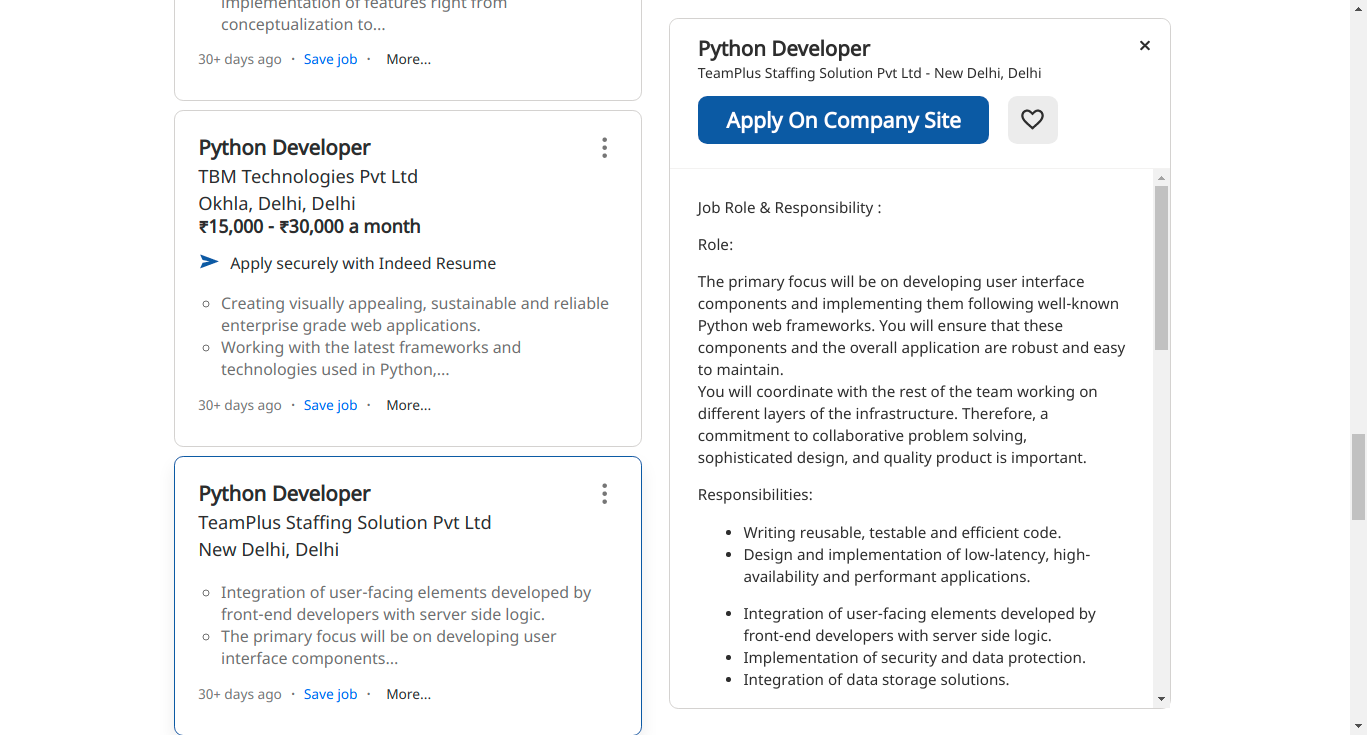 implementation of features right from
conceptualization to...
30+ days ago · Save job · More...
Python Developer
TBM Technologies Pvt Ltd
Okhla, Delhi, Delhi
₹15,000 - ₹30,000 a month
Apply securely with Indeed Resume
Creating visually appealing, sustainable and reliable
enterprise grade web applications.
Working with the latest frameworks and
technologies used in Python,...
30+ days ago · Save job · More...
Python Developer
TeamPlus Staffing Solution Pvt Ltd
New Delhi, Delhi
Integration of user-facing elements developed by
front-end developers with server side logic.
The primary focus will be on developing user
interface components...
30+ days ago · Save job · More...
Python Developer
TeamPlus Staffing Solution Pvt Ltd - New Delhi, Delhi
Apply On Company Site
Job Role & Responsibility :
Role:
The primary focus will be on developing user interface
components and implementing them following well-known
Python web frameworks. You will ensure that these
components and the overall application are robust and easy
to maintain.
You will coordinate with the rest of the team working on
different layers of the infrastructure. Therefore, a
commitment to collaborative problem solving,
sophisticated design, and quality product is important.
Responsibilities:
• Writing reusable, testable and efficient code.
• Design and implementation of low-latency, high-
availability and performant applications.
• Integration of user-facing elements developed by
front-end developers with server side logic.
• Implementation of security and data protection.
• Integration of data storage solutions.